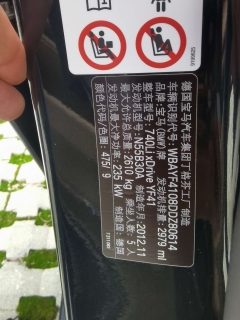 德国宝马汽车集团丁格芬工厂创造
车辆识别代号: WBAYF4108DDZ80614
品牌: 宝马(BMW)牌 发动机排量: 2979 ml
整车型号: 740Li xDrive YF41
发动机型号: N55B30A 制造年月: 2012.11
最大允许总质量: 2610 kg 乘坐人数: 5人
发动机最大净功率: 235 kW 制造国: 德国
颜色代码/色圈: 475/ 9